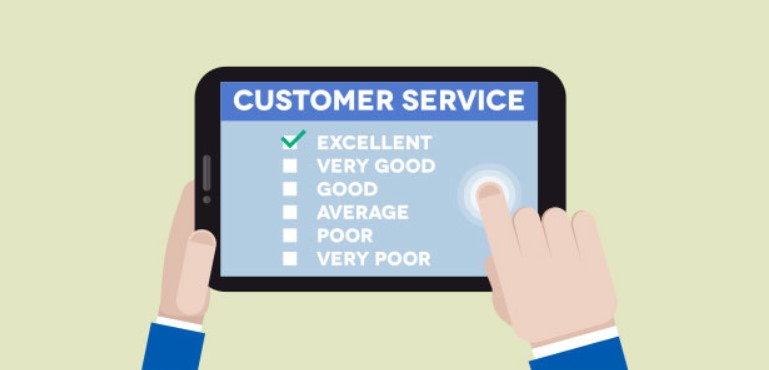 CUSTOMER SERVICE
EXCELLENT
VERY GOOD
GOOD
AVERAGE
POOR
VERY POOR